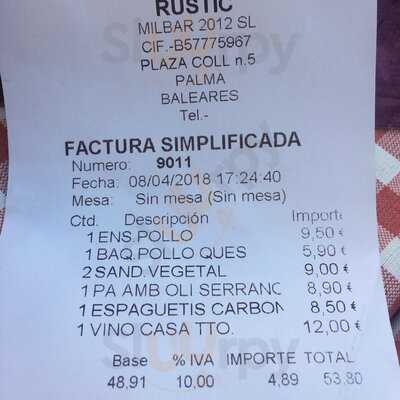 RUSTIC
MILBAR 2012 SL
CIF.-B57775967
PLAZA COLL n.5
PALMA
BALEARES
Tel.-
FACTURA SIMPLIFICADA
Numero: 9011
Fecha: 08/04/2018 17:24:40
Mesa: Sin mesa (Sin mesa)
Ctd. Descripción Importe
1 ENS.POLLO 9,50 €
1 BAQ.POLLO QUES 5,90 €
2 SAND.VEGETAL 9,00 €
1 PA AMB OLI SERRANO 8,90 €
1 ESPAGUETIS CARBON 8,50 €
1 VINO CASA TTO. 12,00 €
Base % IVA IMPORTE TOTAL
48,91 10,00 4,89 53,80